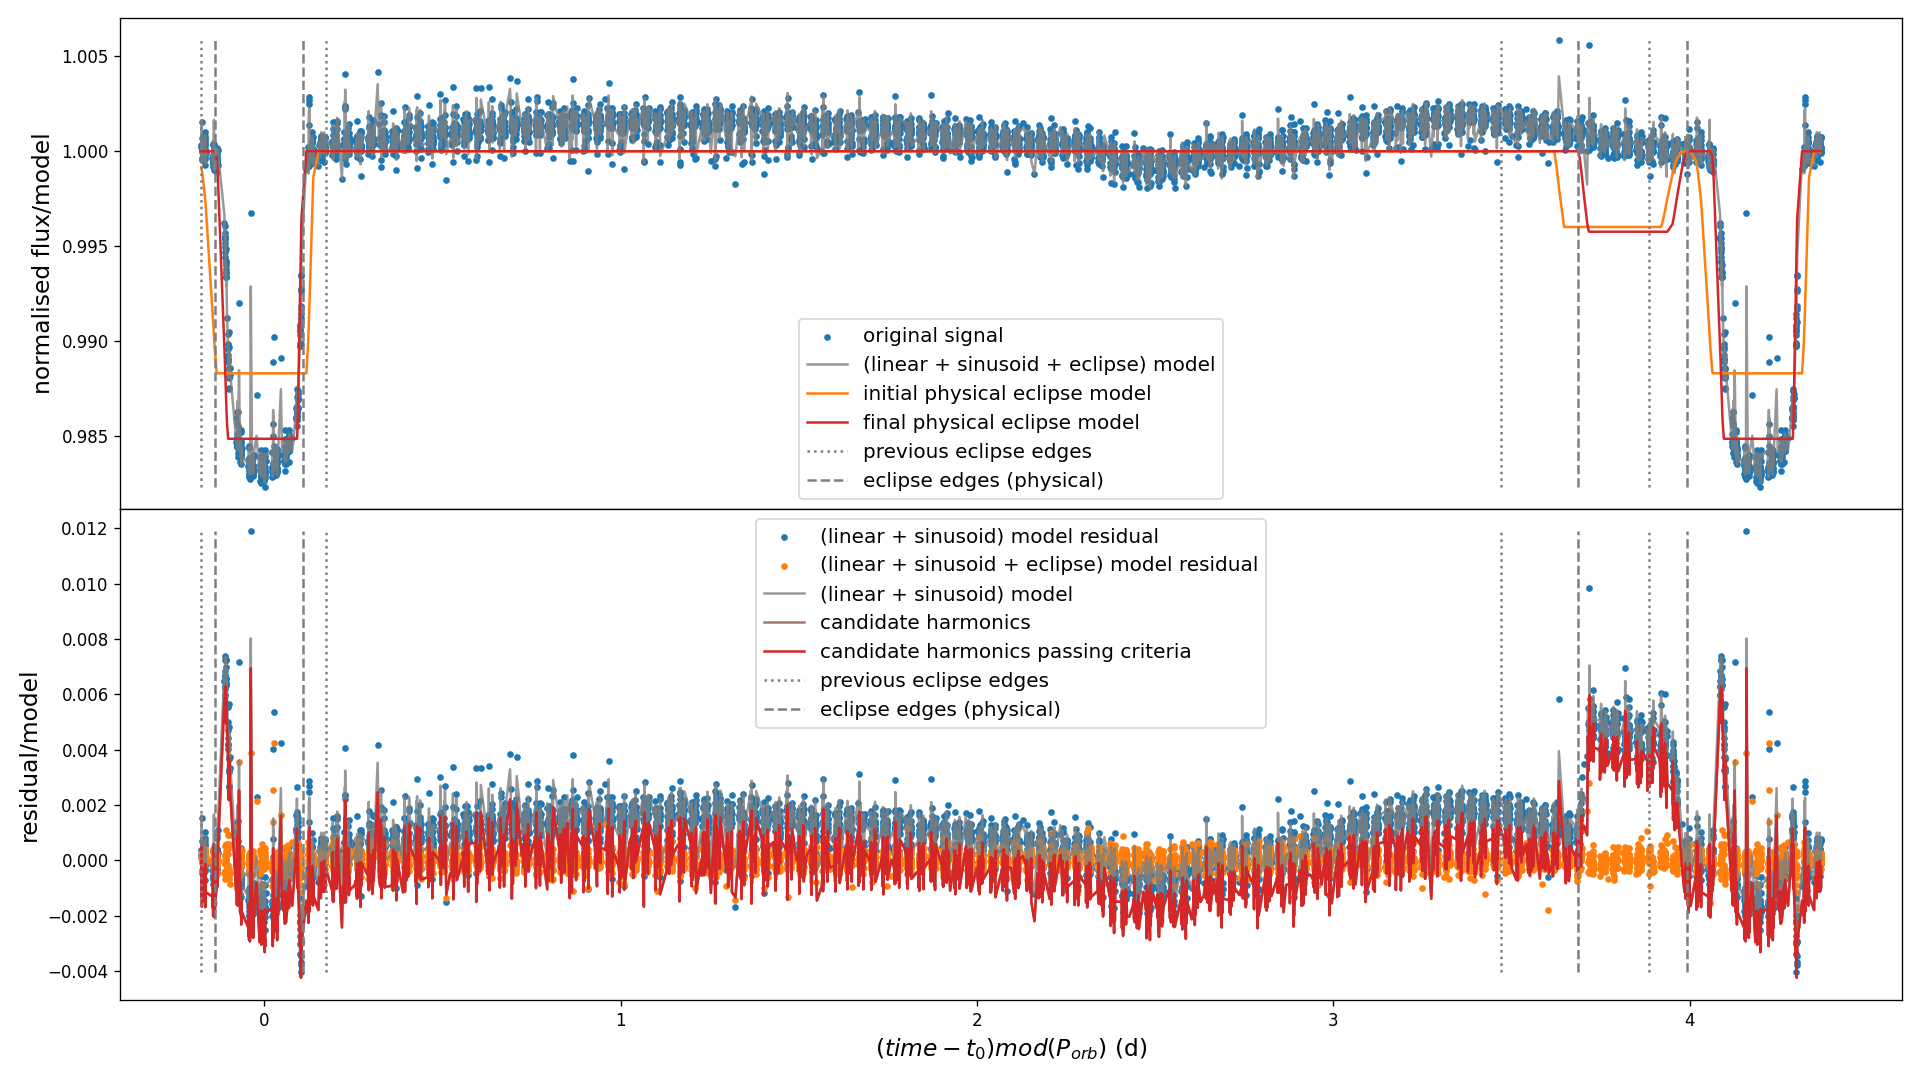 1.005
1.000
0.995
0.990
0.985
normalised flux/model
original signal
(linear + sinusoid + eclipse) model
initial physical eclipse model
final physical eclipse model
previous eclipse edges
eclipse edges (physical)
0.012
0.010
0.008
0.006
0.004
0.002
0.000
−0.002
−0.004
residual/model
(linear + sinusoid) model residual
(linear + sinusoid + eclipse) model residual
(linear + sinusoid) model
candidate harmonics
candidate harmonics passing criteria
previous eclipse edges
eclipse edges (physical)
0 1 2 3 4
(time − t₀)mod(Pₒᵣb) (d)